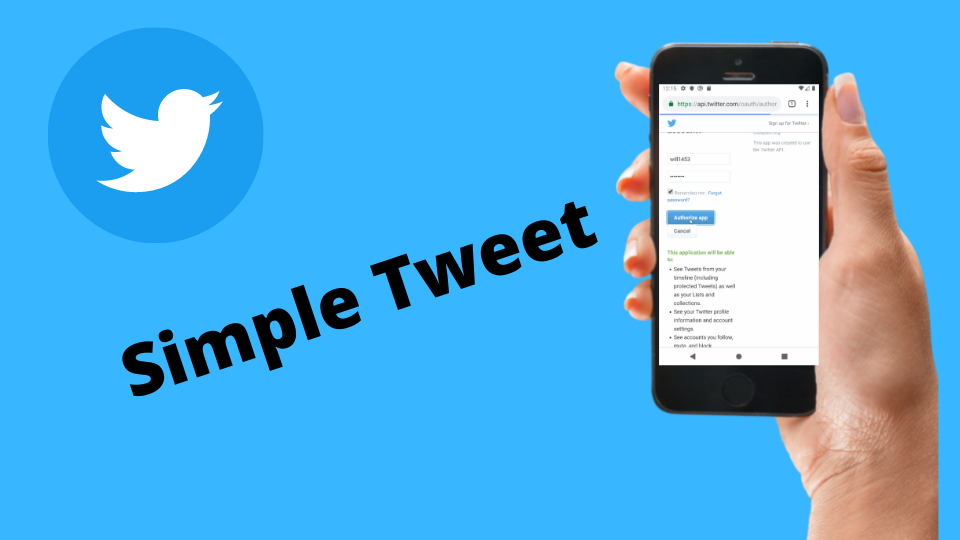 Simple Tweet
12:15
https://api.twitter.com/oauth/author
1
Sign up for Twitter ›
This app was created to use
the Twitter API.
will1453
Remember me · Forgot
password?
Authorize app
Cancel
This application will be able
to:
• See Tweets from your
timeline (including
protected Tweets) as well
as your Lists and
collections.
• See your Twitter profile
information and account
settings.
• See accounts you follow,
mute, and block